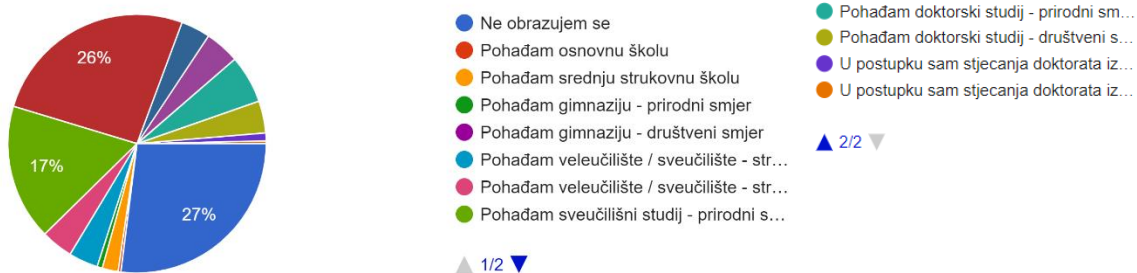 26%
17%
27%
Ne obrazujem se
Pohađam osnovnu školu
Pohađam srednju strukovnu školu
Pohađam gimnaziju - prirodni smjer
Pohađam gimnaziju - društveni smjer
Pohađam veleučilište / sveučilište - str…
Pohađam veleučilište / sveučilište - str…
Pohađam sveučilišni studij - prirodni s…
1/2
Pohađam doktorski studij - prirodni sm…
Pohađam doktorski studij - društveni s…
U postupku sam stjecanja doktorata iz…
U postupku sam stjecanja doktorata iz…
2/2